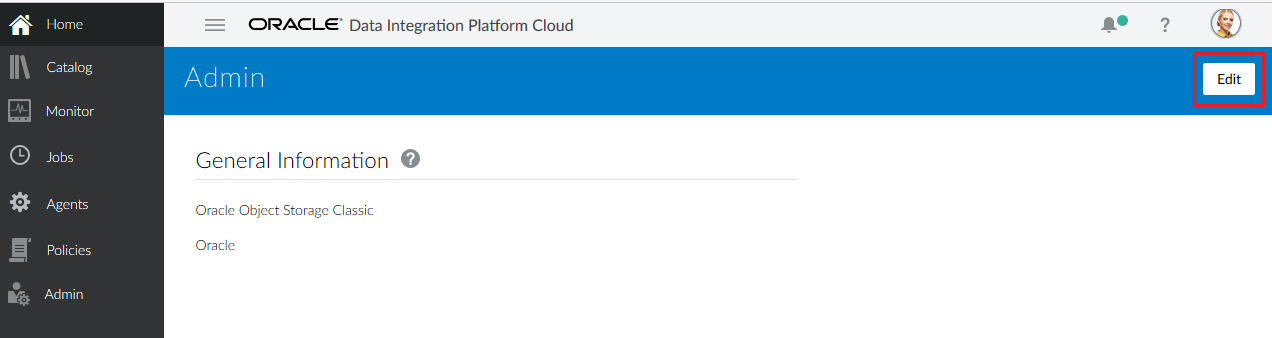 Home
ORACLE® Data Integration Platform Cloud
?
Catalog
Admin
Edit
Monitor
Jobs
General Information ?
Agents
Oracle Object Storage Classic
Policies
Oracle
Admin